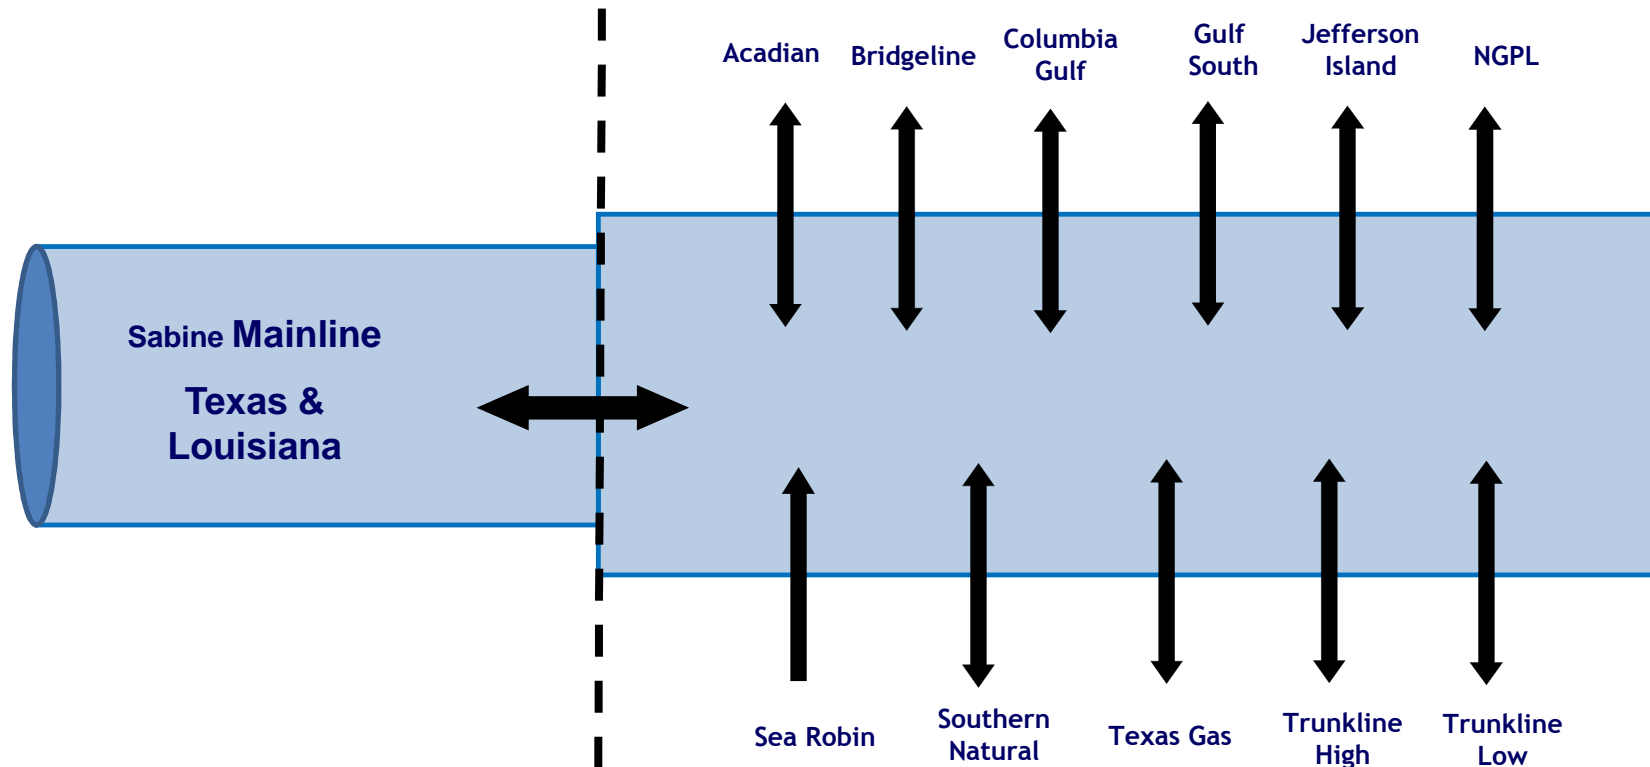 Acadian
Bridgeline
Columbia
Gulf
Gulf
South
Jefferson
Island
NGPL
Sabine Mainline
Texas &
Louisiana
Sea Robin
Southern
Natural
Texas Gas
Trunkline
High
Trunkline
Low